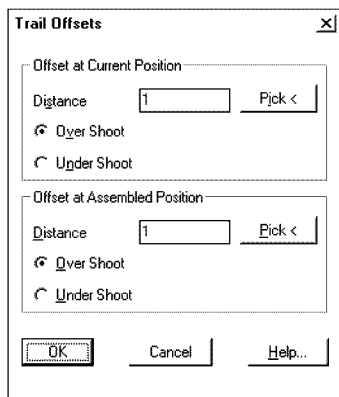 Trail Offsets
Offset at Current Position
Distance 1 Pick <
Over Shoot
Under Shoot
Offset at Assembled Position
Distance 1 Pick <
Over Shoot
Under Shoot
OK Cancel Help...